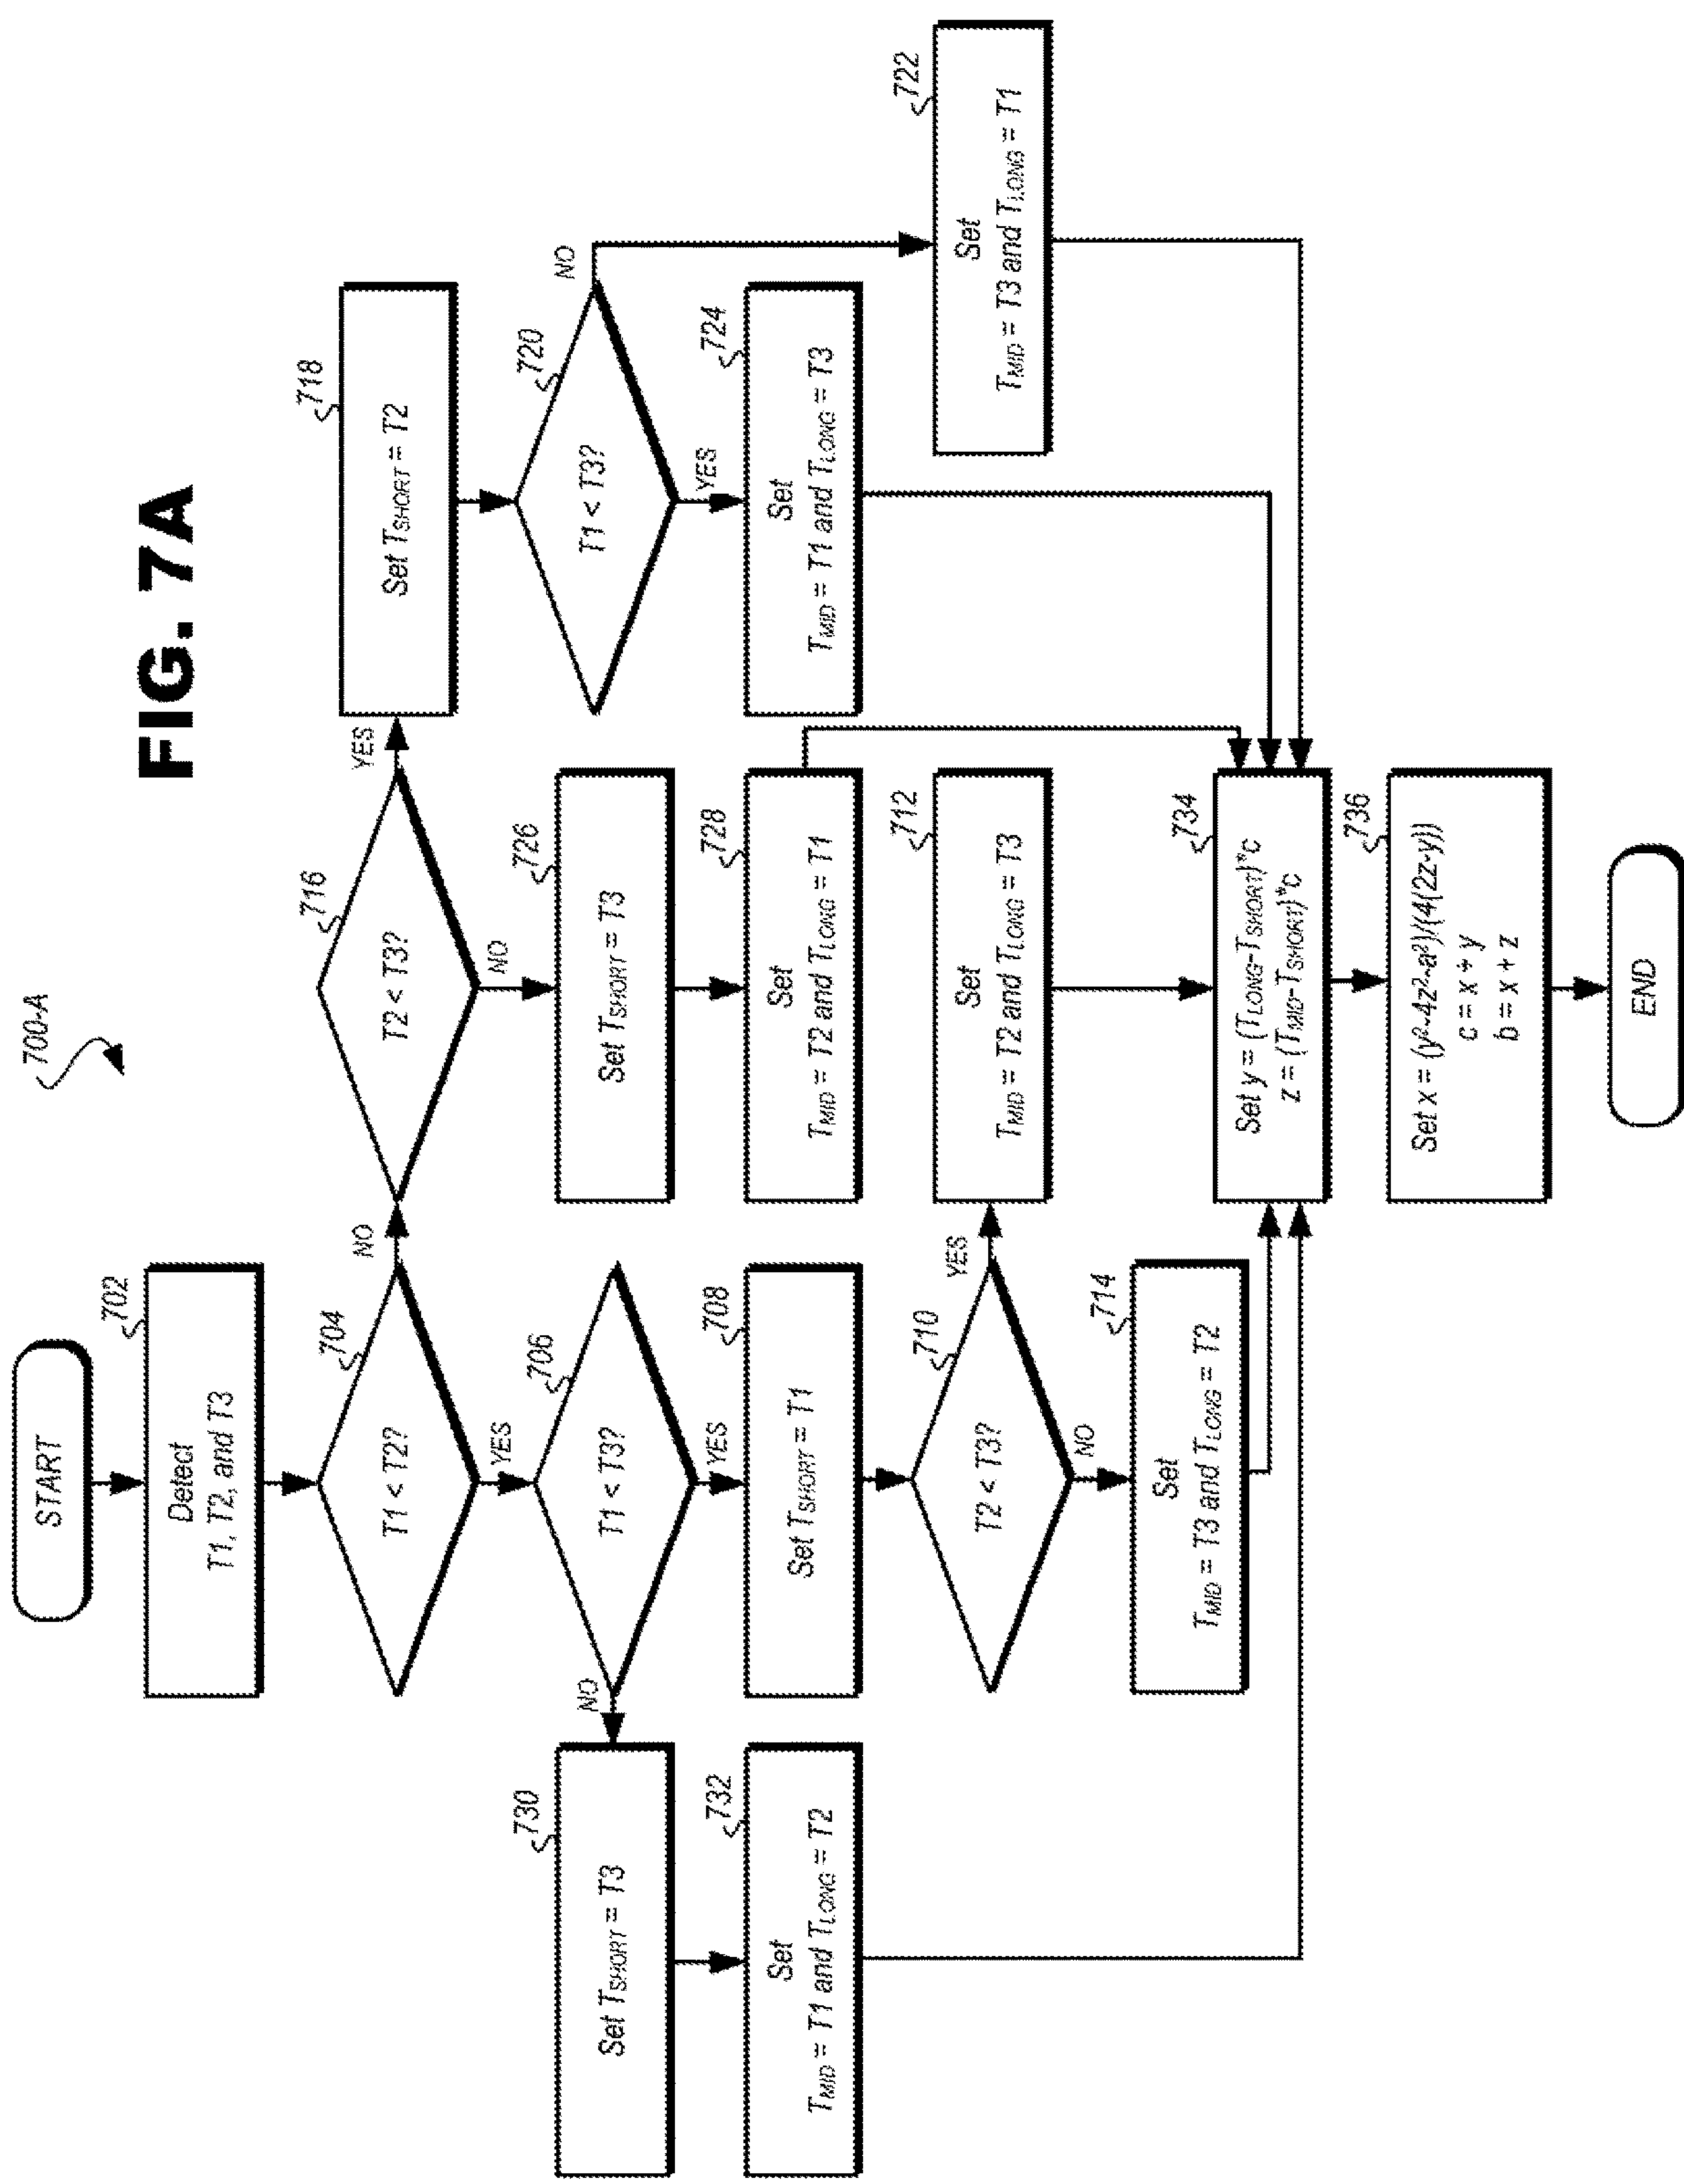 700-A
FIG. 7A
START
702
Detect
T1, T2, and T3
704
T1 < T2?
NO
YES
716
T2 < T3?
YES
NO
718
Set TSHORT = T2
706
T1 < T3?
NO
YES
720
T1 < T3?
NO
YES
730
Set TSHORT = T3
708
Set TSHORT = T1
726
Set TSHORT = T3
732
Set
TMID = T1 and TLONG = T2
728
Set
TMID = T2 and TLONG = T1
724
Set
TMID = T1 and TLONG = T3
710
T2 < T3?
YES
NO
712
Set
TMID = T2 and TLONG = T3
722
Set
TMID = T3 and TLONG = T1
714
Set
TMID = T3 and TLONG = T2
734
Set y = (TLONG-TSHORT)*c
z = (TMID-TSHORT)*c
736
Set x = (y²-4z²-a²)/(4(2z-y))
c = x + y
b = x + z
END